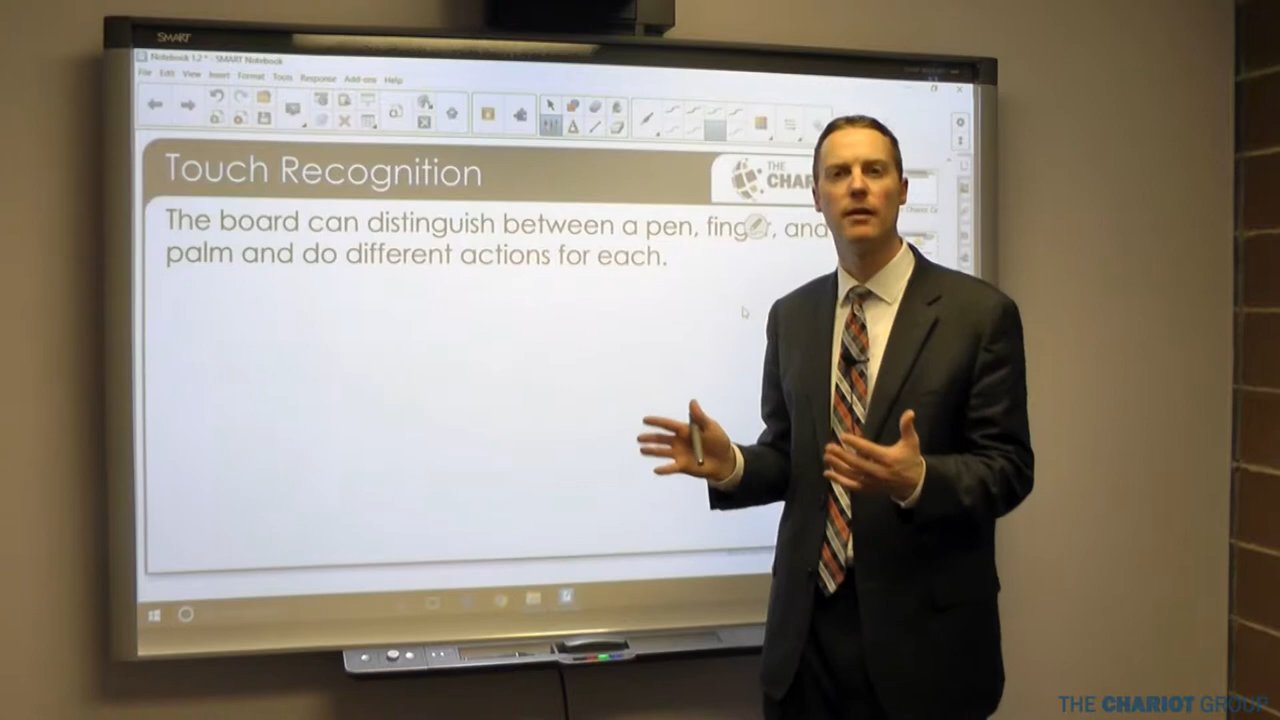 SMART
Notebook 1.2 * - SMART Notebook
File Edit View Insert Format Tools Response Add-ons Help
Touch Recognition
THE
CHAR
The board can distinguish between a pen, finger, and
palm and do different actions for each.
THE CHARIOT GROUP